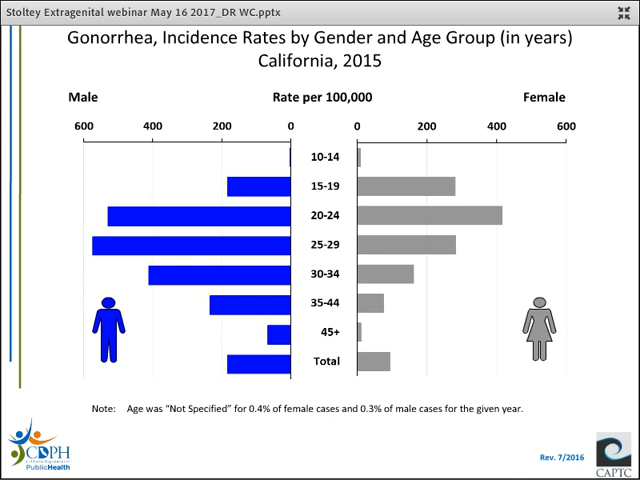 Stoltey Extragenital webinar May 16 2017_DR WC.pptx
Gonorrhea, Incidence Rates by Gender and Age Group (in years)
California, 2015
Male Rate per 100,000 Female
600 400 200 0 0 200 400 600
10-14
15-19
20-24
25-29
30-34
35-44
45+
Total
Note: Age was "Not Specified" for 0.4% of female cases and 0.3% of male cases for the given year.
CDPH
PublicHealth
Rev. 7/2016
CAPTC